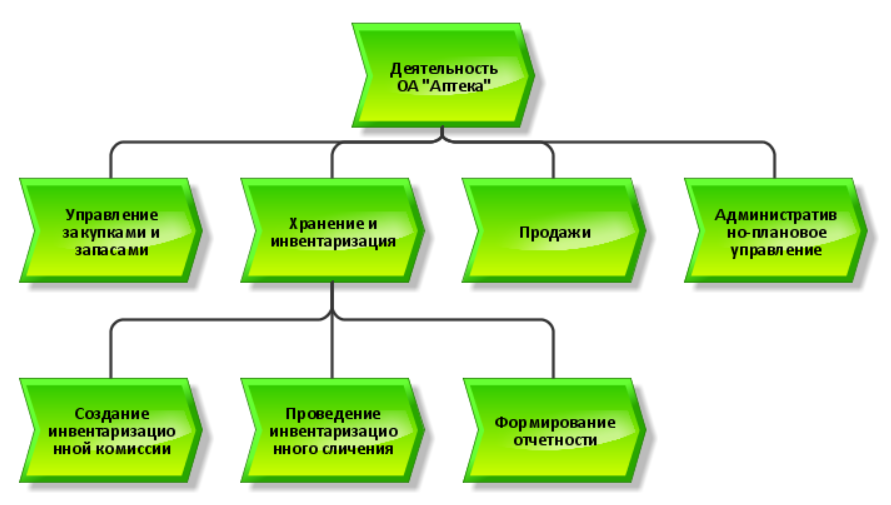 Деятельность
ОА "Аптека"
Управление
закупками и
запасами
Хранение и
инвентаризация
Продажи
Административ
но-плановое
управление
Создание
инвентаризацио
нной комиссии
Проведение
инвентаризацио
нного сличения
Формирование
отчетности